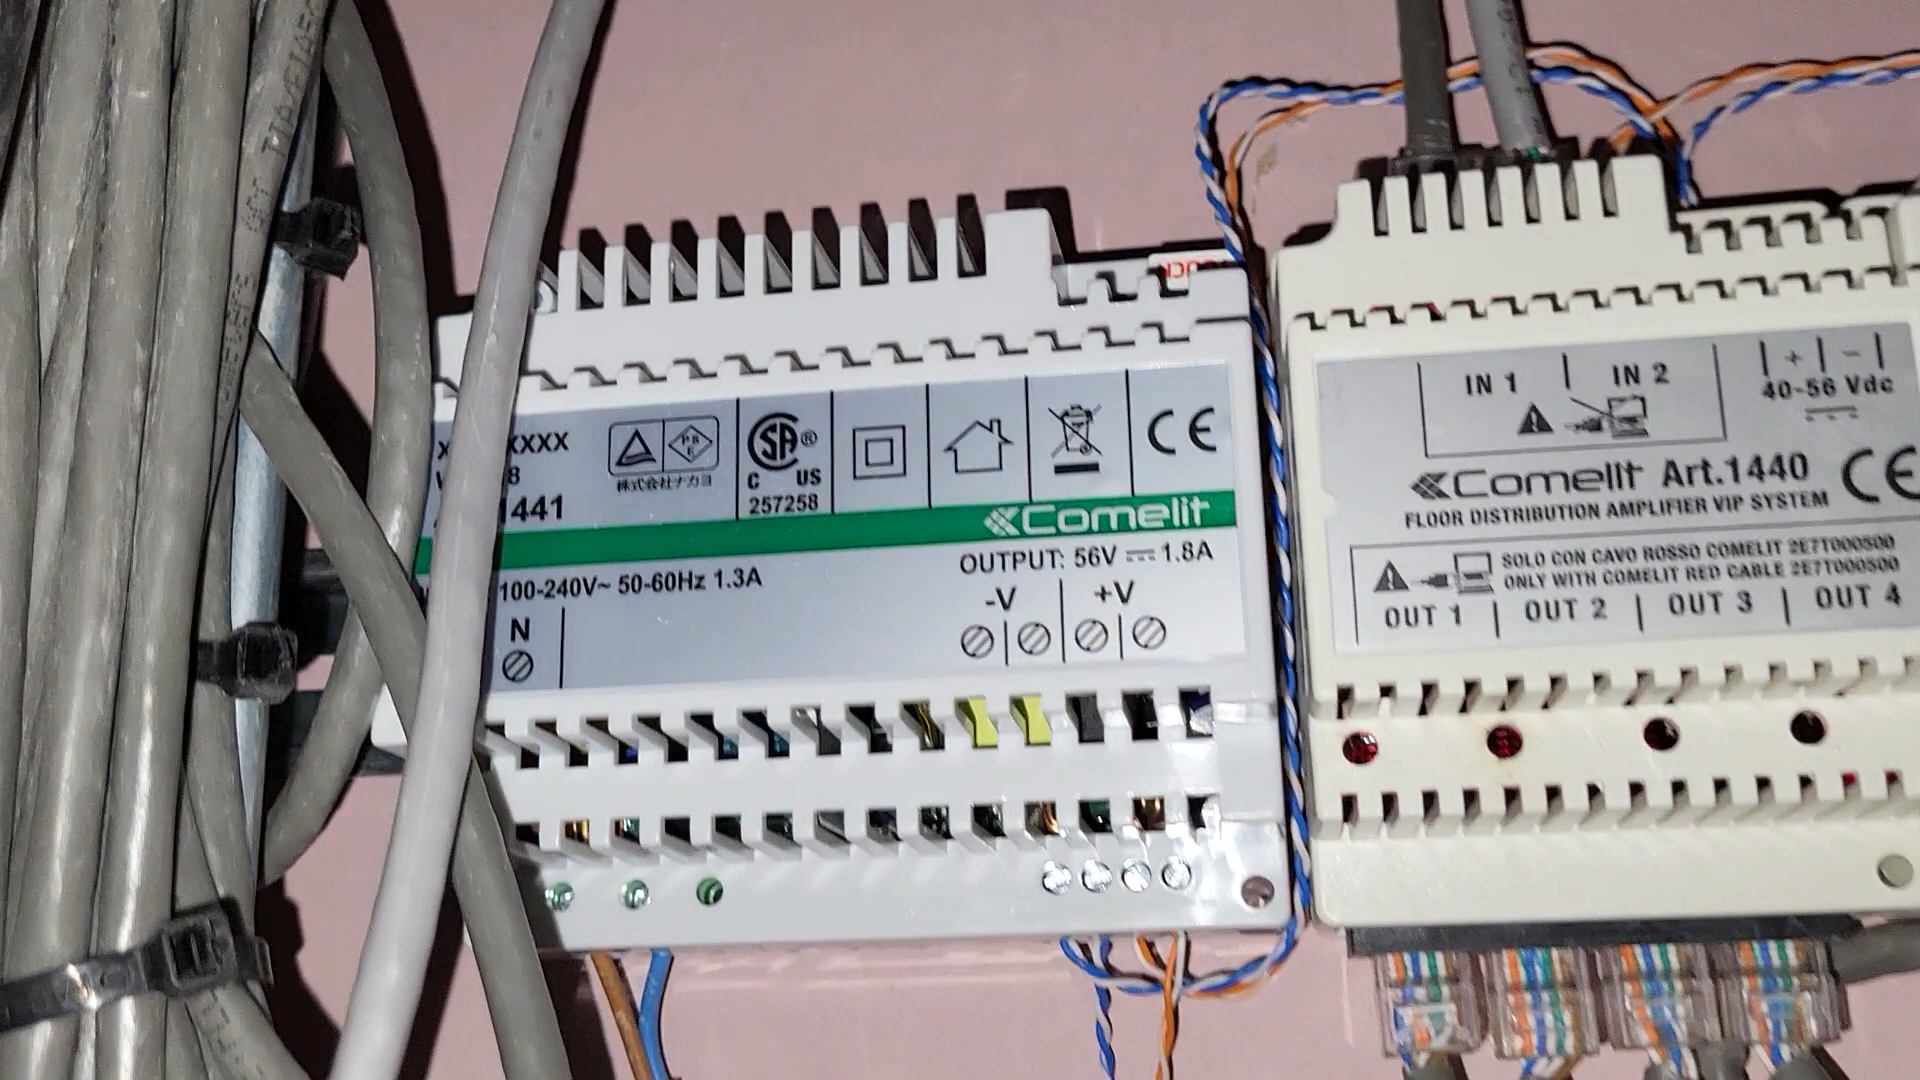 XXXX
8
1441
PS
E
株式会社ナカヨ
SA®
C US
257258
CE
Comelit
100-240V~ 50-60Hz 1.3A
OUTPUT: 56V 1.8A
N
-V +V
IN 1 IN 2
+ -
40-56 Vdc
Comelit Art.1440
CE
FLOOR DISTRIBUTION AMPLIFIER VIP SYSTEM
SOLO CON CAVO ROSSO COMELIT 2E7T000500
ONLY WITH COMELIT RED CABLE 2E7T000500
OUT 1 OUT 2 OUT 3 OUT 4